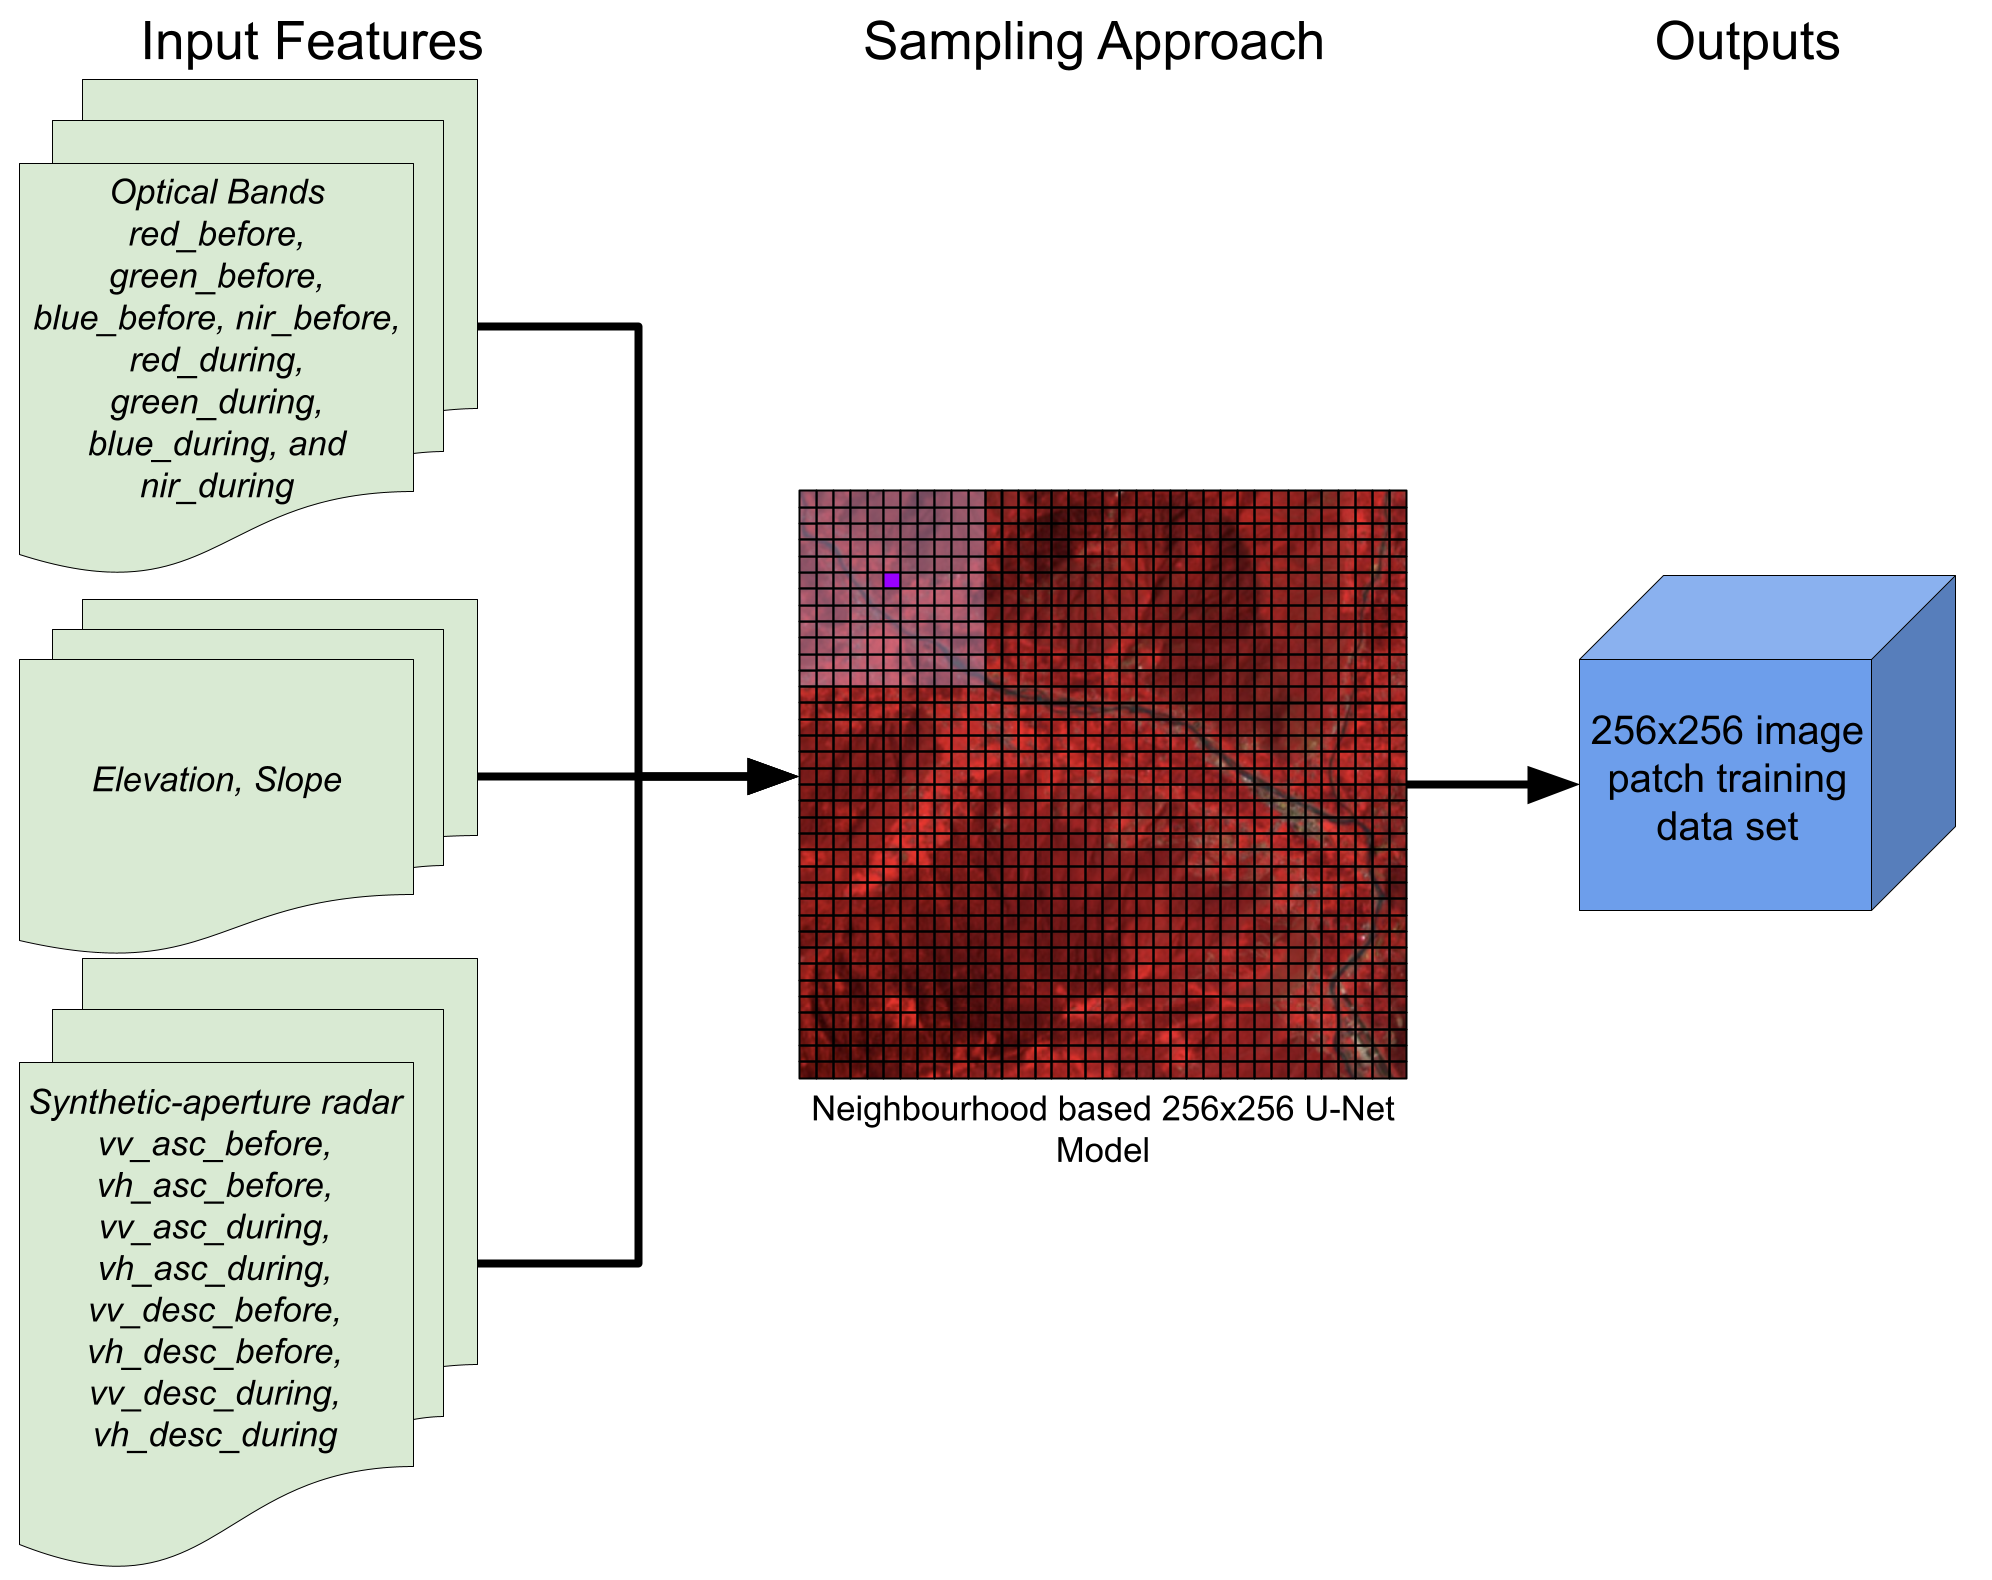 Input Features
Sampling Approach
Outputs
Optical Bands
red_before,
green_before,
blue_before, nir_before,
red_during,
green_during,
blue_during, and
nir_during
Elevation, Slope
Synthetic-aperture radar
vv_asc_before,
vh_asc_before,
vv_asc_during,
vh_asc_during,
vv_desc_before,
vh_desc_before,
vv_desc_during,
vh_desc_during
Neighbourhood based 256x256 U-Net
Model
256x256 image
patch training
data set